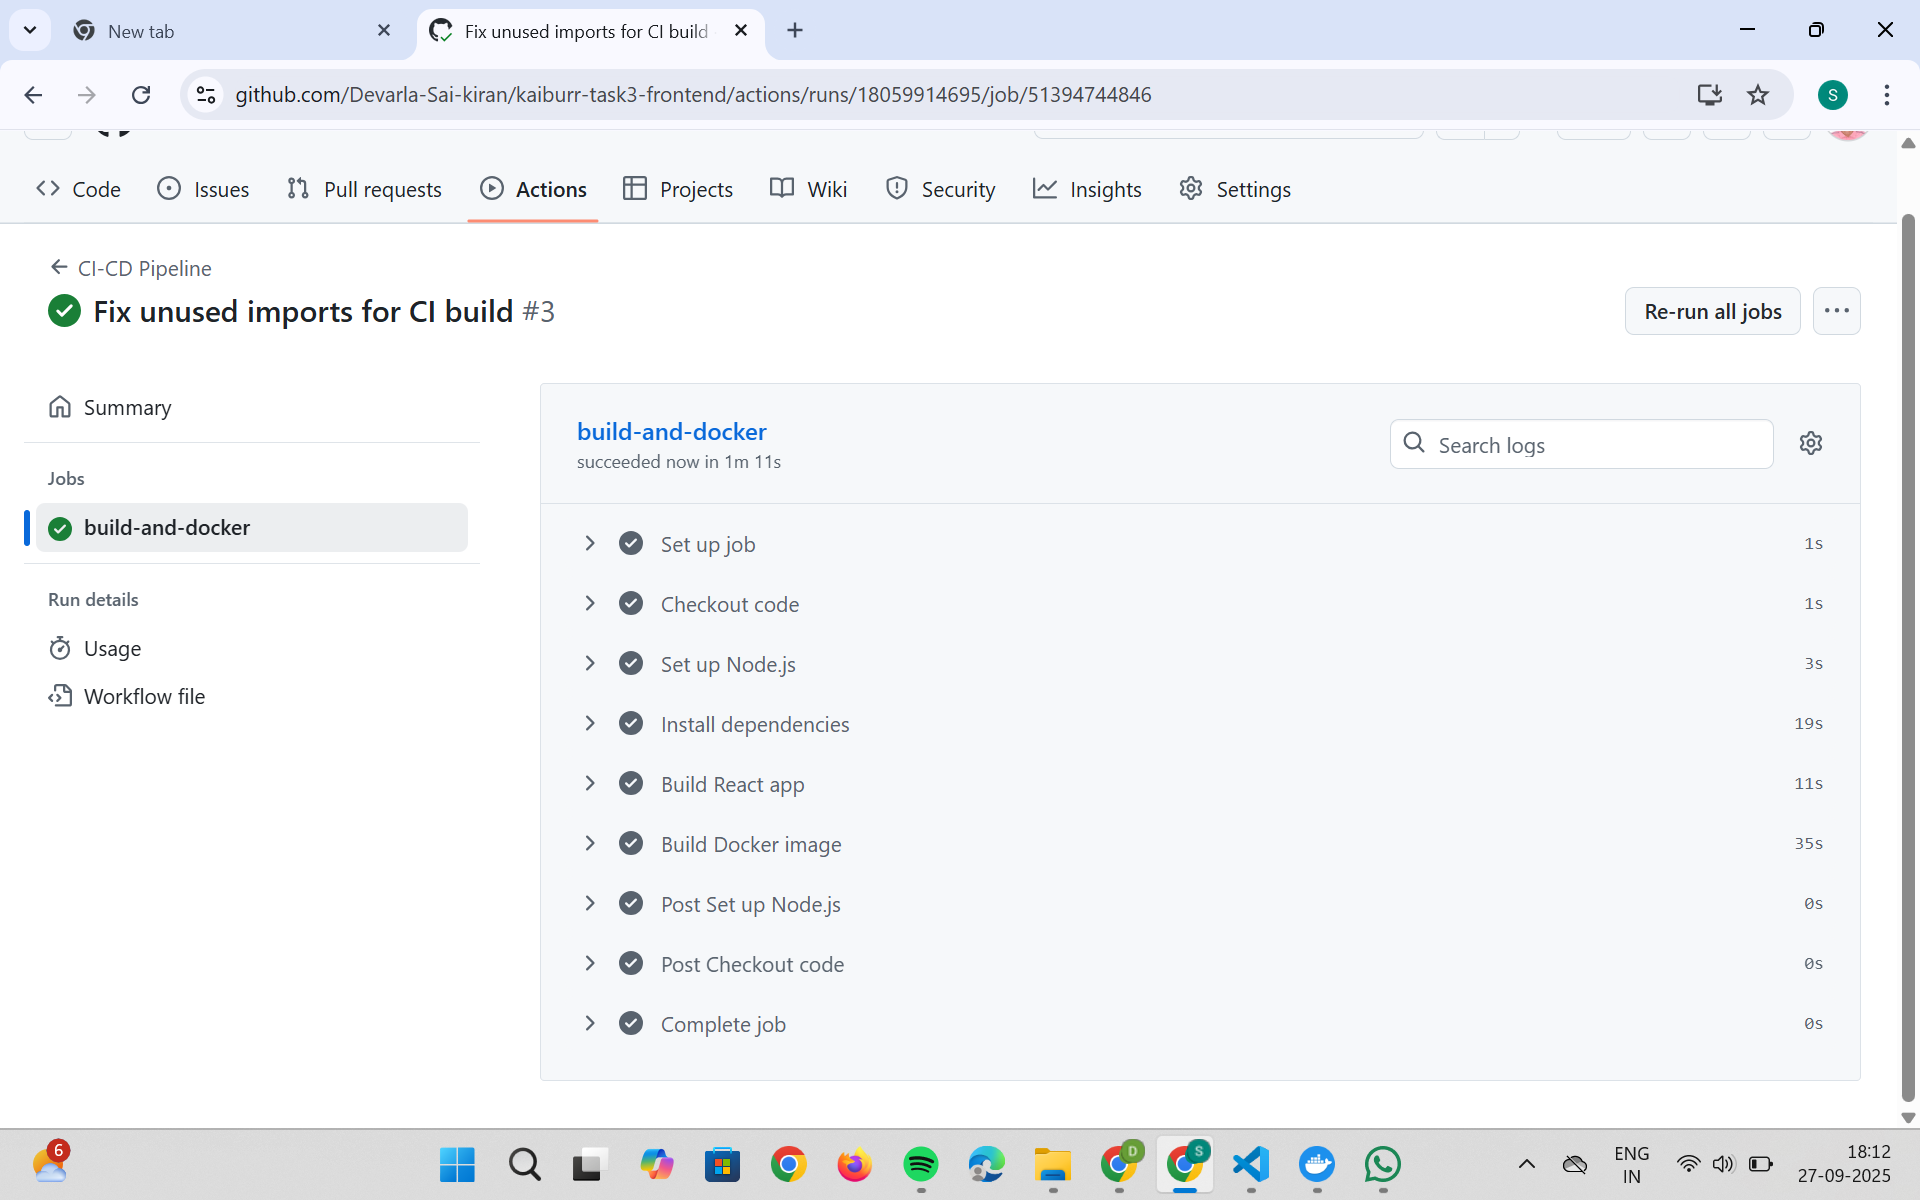 New tab
Fix unused imports for CI build
github.com/Devarla-Sai-kiran/kaiburr-task3-frontend/actions/runs/18059914695/job/51394744846
S
Code
Issues
Pull requests
Actions
Projects
Wiki
Security
Insights
Settings
CI-CD Pipeline
Fix unused imports for CI build #3
Re-run all jobs
Summary
Jobs
build-and-docker
Run details
Usage
Workflow file
build-and-docker
succeeded now in 1m 11s
Search logs
Set up job 1s
Checkout code 1s
Set up Node.js 3s
Install dependencies 19s
Build React app 11s
Build Docker image 35s
Post Set up Node.js 0s
Post Checkout code 0s
Complete job 0s
6
D
S
ENG
IN
18:12
27-09-2025